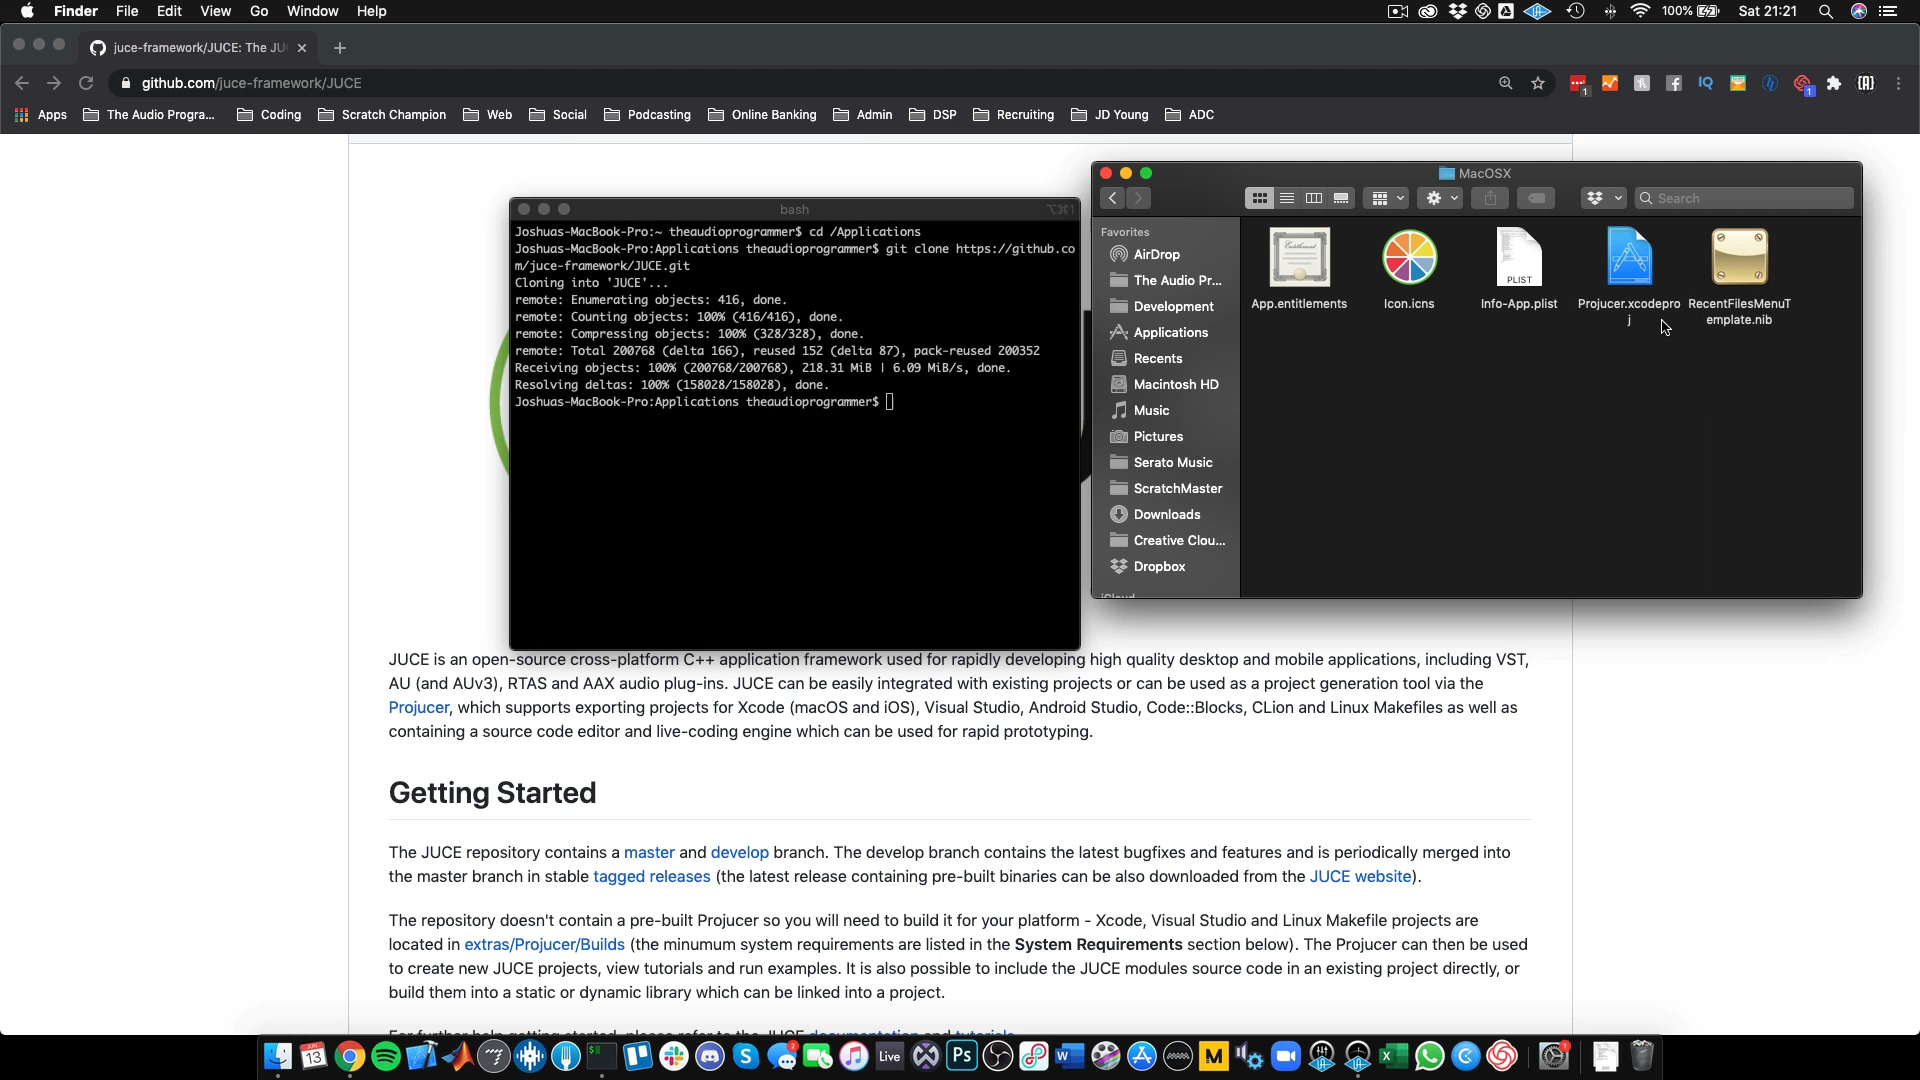 Finder File Edit View Go Window Help
100% Sat 21:21
juce-framework/JUCE: The JU
github.com/juce-framework/JUCE
Apps The Audio Progra... Coding Scratch Champion Web Social Podcasting Online Banking Admin DSP Recruiting JD Young ADC
bash
⌥⌘1
Joshuas-MacBook-Pro:~ theaudioprogrammer$ cd /Applications
Joshuas-MacBook-Pro:Applications theaudioprogrammer$ git clone https://github.co
m/juce-framework/JUCE.git
Cloning into 'JUCE'...
remote: Enumerating objects: 416, done.
remote: Counting objects: 100% (416/416), done.
remote: Compressing objects: 100% (328/328), done.
remote: Total 200768 (delta 166), reused 152 (delta 87), pack-reused 200352
Receiving objects: 100% (200768/200768), 218.31 MiB | 6.09 MiB/s, done.
Resolving deltas: 100% (158028/158028), done.
Joshuas-MacBook-Pro:Applications theaudioprogrammer$
MacOSX
Search
Favorites
AirDrop
The Audio Pr...
Development
Applications
Recents
Macintosh HD
Music
Pictures
Serato Music
ScratchMaster
Downloads
Creative Clou...
Dropbox
iCloud
PLIST
App.entitlements
Icon.icns
Info-App.plist
Projucer.xcodepro
j
RecentFilesMenuT
emplate.nib
JUCE is an open-source cross-platform C++ application framework used for rapidly developing high quality desktop and mobile applications, including VST,
AU (and AUv3), RTAS and AAX audio plug-ins. JUCE can be easily integrated with existing projects or can be used as a project generation tool via the
Projucer, which supports exporting projects for Xcode (macOS and iOS), Visual Studio, Android Studio, Code::Blocks, CLion and Linux Makefiles as well as
containing a source code editor and live-coding engine which can be used for rapid prototyping.
Getting Started
The JUCE repository contains a master and develop branch. The develop branch contains the latest bugfixes and features and is periodically merged into
the master branch in stable tagged releases (the latest release containing pre-built binaries can be also downloaded from the JUCE website).
The repository doesn't contain a pre-built Projucer so you will need to build it for your platform - Xcode, Visual Studio and Linux Makefile projects are
located in extras/Projucer/Builds (the minumum system requirements are listed in the System Requirements section below). The Projucer can then be used
to create new JUCE projects, view tutorials and run examples. It is also possible to include the JUCE modules source code in an existing project directly, or
build them into a static or dynamic library which can be linked into a project.
For further help getting started, please refer to the JUCE documentation and tutorials.
JUN
13
Live
Ps